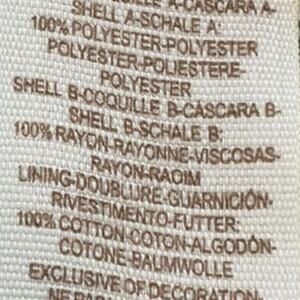 A-CASCARA A-
SHELL A-SCHALE A:
100% POLYESTER-POLYESTER
POLYESTER-POLIESTERE-
POLYESTER
SHELL B-COQUILLE B-CASCARA B-
SHELL B-SCHALE B:
100% RAYON-RAYONNE-VISCOSAS-
RAYON-RAOIM
LINING-DOUBLURE-GUARNICIÓN-
RIVESTIMENTO-FUTTER:
100% COTTON-COTON-ALGODÓN-
COTONE-BAUMWOLLE
EXCLUSIVE OF DECORATION-